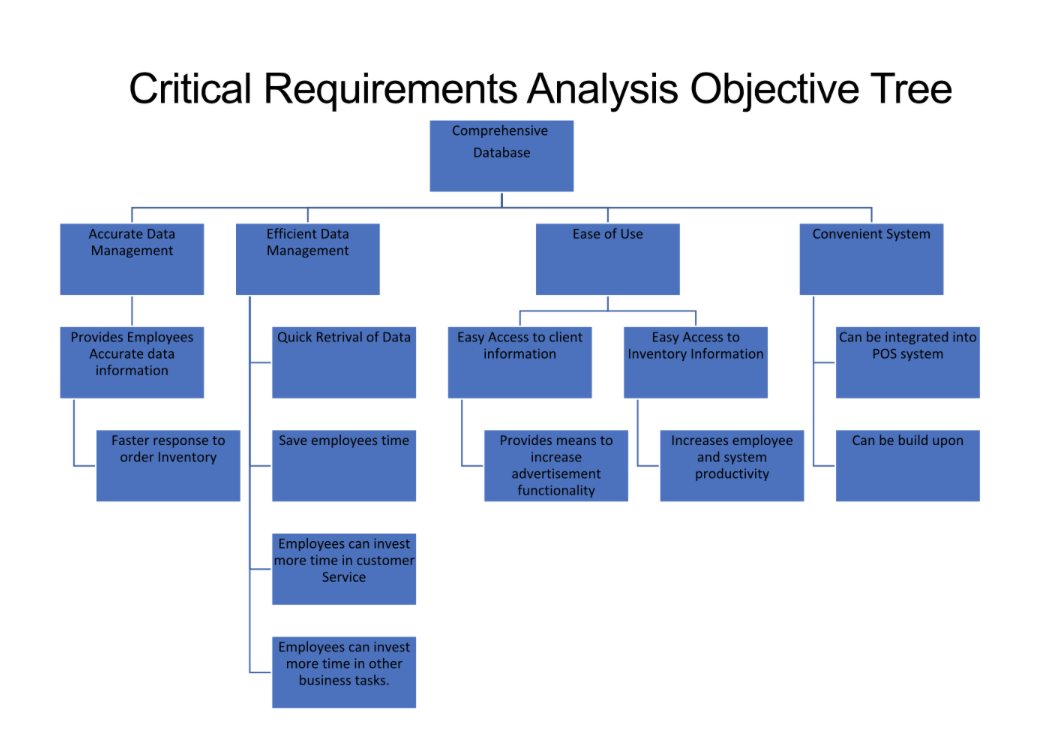 Critical Requirements Analysis Objective Tree
Comprehensive
Database
Accurate Data
Management
Efficient Data
Management
Ease of Use
Convenient System
Provides Employees
Accurate data
information
Quick Retrival of Data
Easy Access to client
information
Easy Access to
Inventory Information
Can be integrated into
POS system
Faster response to
order Inventory
Save employees time
Provides means to
increase
advertisement
functionality
Increases employee
and system
productivity
Can be build upon
Employees can invest
more time in customer
Service
Employees can invest
more time in other
business tasks.